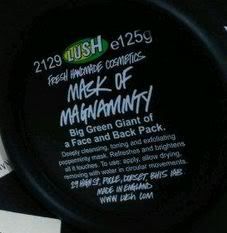 2129 LUSH e125g
FRESH HANDMADE COSMETICS
MASK OF
MAGNAMINTY
Big Green Giant of
a Face and Back Pack.
Deeply cleansing, toning and exfoliating
peppermint mask. Refreshes and brightens
all it touches. To use: apply, allow drying,
removing with water in circular movements.
29 HIGH ST, POOLE, DORSET, BH15 1AB
MADE IN ENGLAND
WWW.LUSH.COM